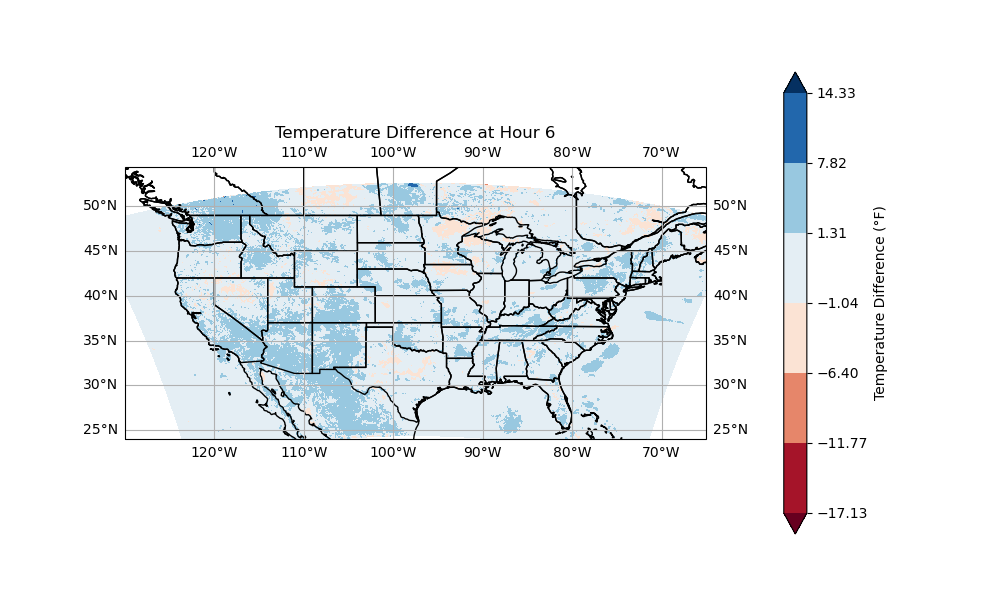 Temperature Difference at Hour 6
120°W 110°W 100°W 90°W 80°W 70°W
50°N 50°N
45°N 45°N
40°N 40°N
35°N 35°N
30°N 30°N
25°N 25°N
120°W 110°W 100°W 90°W 80°W 70°W
14.33
7.82
1.31
−1.04
−6.40
−11.77
−17.13
Temperature Difference (°F)